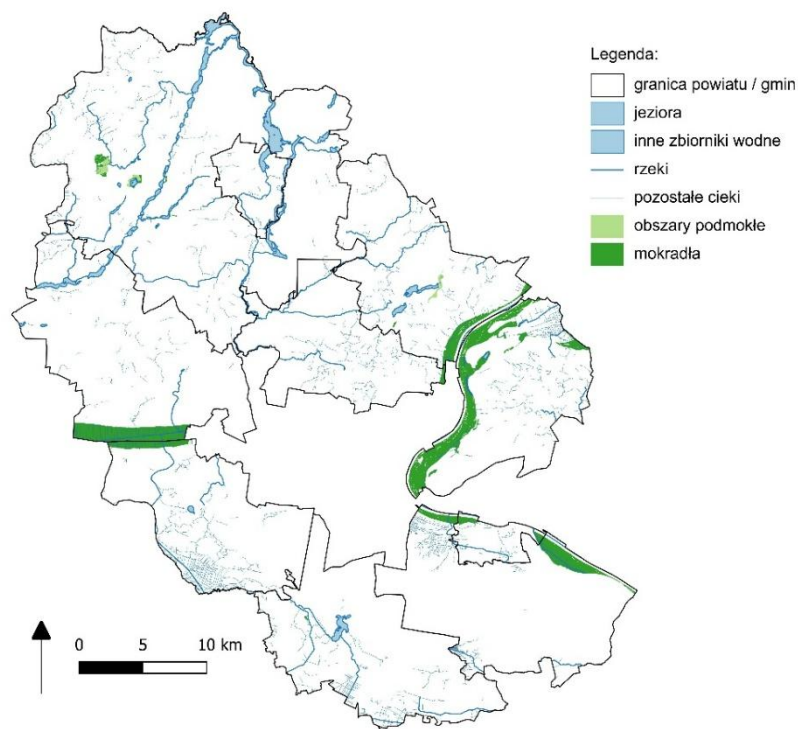 Legenda:
granica powiatu / gmin
jeziora
inne zbiorniki wodne
rzeki
pozostałe cieki
obszary podmokłe
mokradła
0 5 10 km